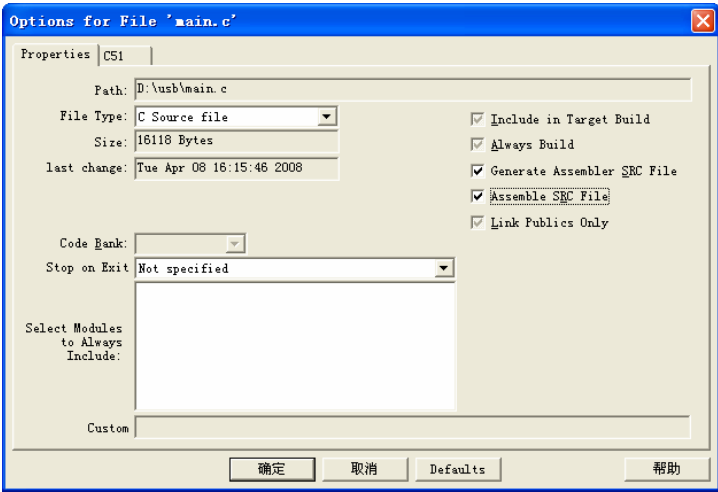 Options for File 'main.c'
Properties C51
Path: D:\usb\main.c
File Type: C Source file
Include in Target Build
Size: 16118 Bytes
Always Build
last change: Tue Apr 08 16:15:46 2008
Generate Assembler SRC File
Assemble SRC File
Link Publics Only
Code Bank:
Stop on Exit Not specified
Select Modules
to Always
Include:
Custom
确定 取消 Defaults 帮助